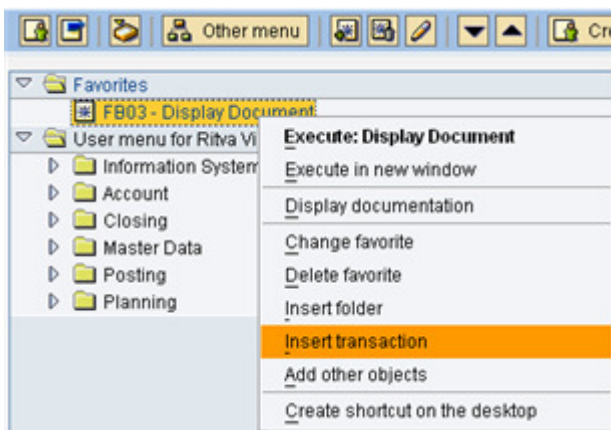 Other menu
Cr
Favorites
FB03 - Display Document
User menu for Ritva Vi
Information System
Account
Closing
Master Data
Posting
Planning
Execute: Display Document
Execute in new window
Display documentation
Change favorite
Delete favorite
Insert folder
Insert transaction
Add other objects
Create shortcut on the desktop